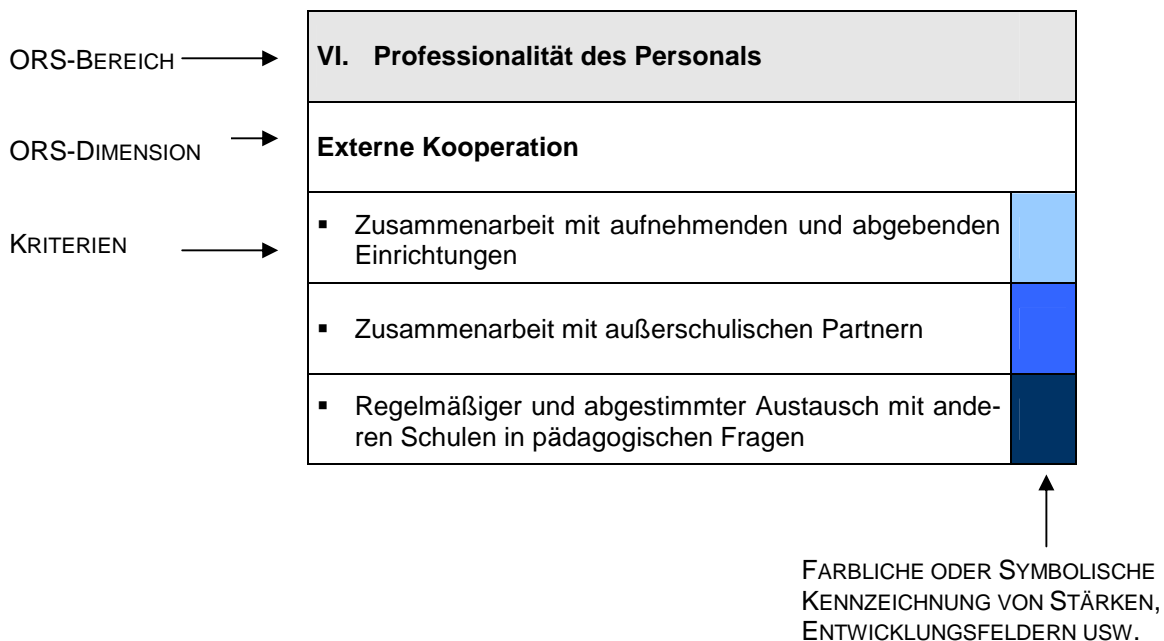 ORS-BEREICH
VI. Professionalität des Personals
ORS-DIMENSION
Externe Kooperation
KRITERIEN
▪ Zusammenarbeit mit aufnehmenden und abgebenden
Einrichtungen
▪ Zusammenarbeit mit außerschulischen Partnern
▪ Regelmäßiger und abgestimmter Austausch mit ande-
ren Schulen in pädagogischen Fragen
FARBLICHE ODER SYMBOLISCHE
KENNZEICHNUNG VON STÄRKEN,
ENTWICKLUNGSFELDERN USW.